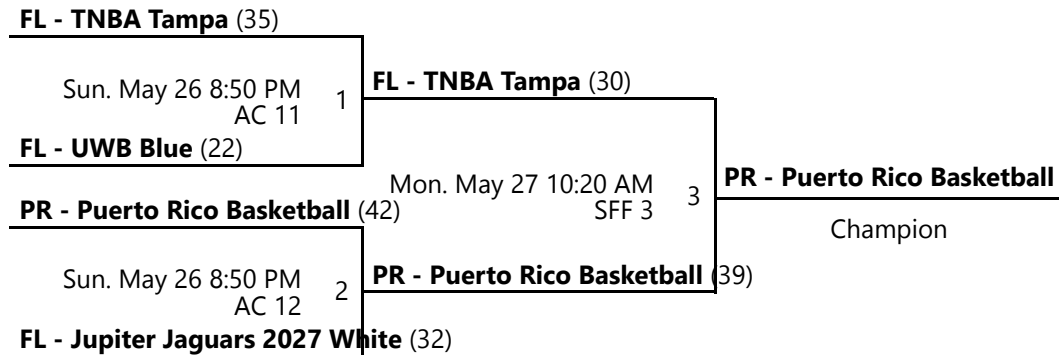 FL - TNBA Tampa (35)
Sun. May 26 8:50 PM
AC 11
1
FL - UWB Blue (22)
FL - TNBA Tampa (30)
PR - Puerto Rico Basketball (42)
Sun. May 26 8:50 PM
AC 12
2
FL - Jupiter Jaguars 2027 White (32)
Mon. May 27 10:20 AM
SFF 3
3
PR - Puerto Rico Basketball (39)
PR - Puerto Rico Basketball
Champion